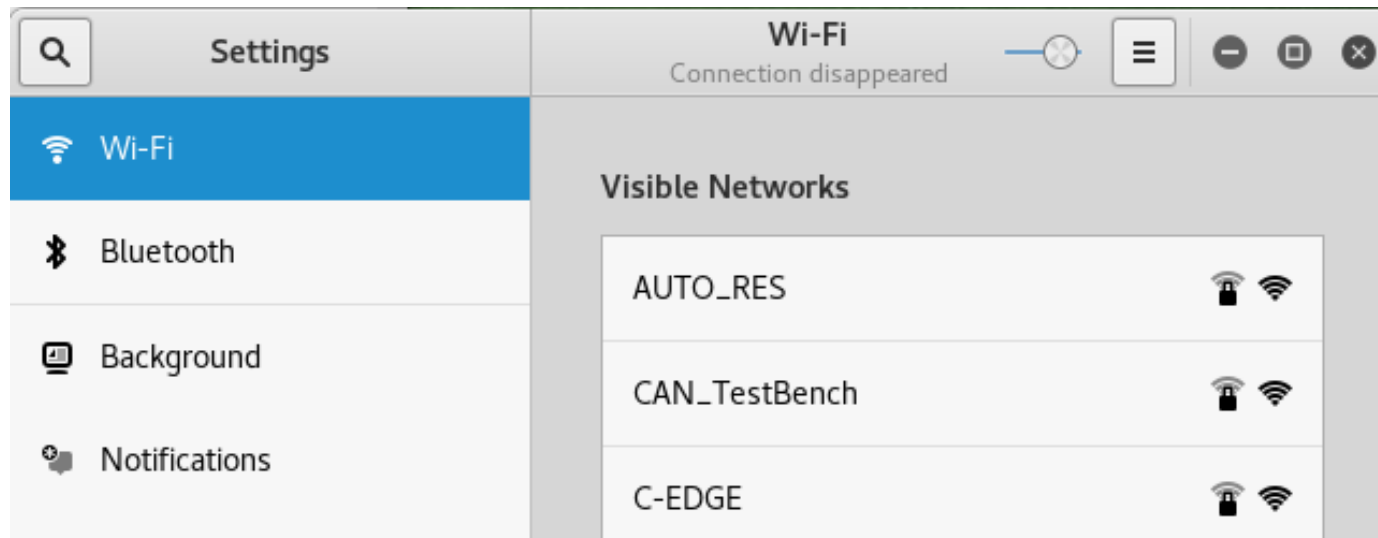 Settings
Wi-Fi
Connection disappeared
Wi-Fi
Bluetooth
Background
Notifications
Visible Networks
AUTO_RES
CAN_TestBench
C-EDGE